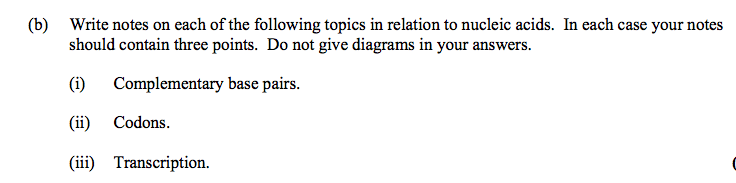 (b) Write notes on each of the following topics in relation to nucleic acids. In each case your notes
should contain three points. Do not give diagrams in your answers.
(i) Complementary base pairs.
(ii) Codons.
(iii) Transcription. (